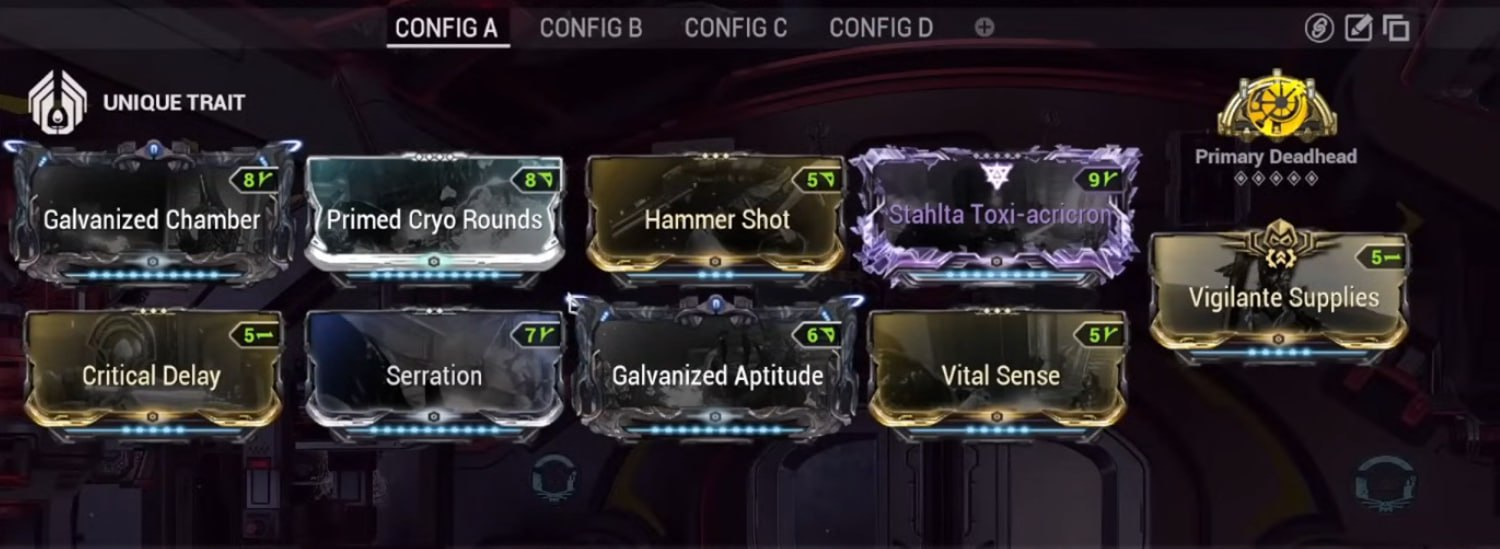 CONFIG A CONFIG B CONFIG C CONFIG D
UNIQUE TRAIT
Primary Deadhead
8
Galvanized Chamber
8
Primed Cryo Rounds
5
Hammer Shot
9
Stahlta Toxi-acricron
5
Vigilante Supplies
5
Critical Delay
7
Serration
6
Galvanized Aptitude
5
Vital Sense